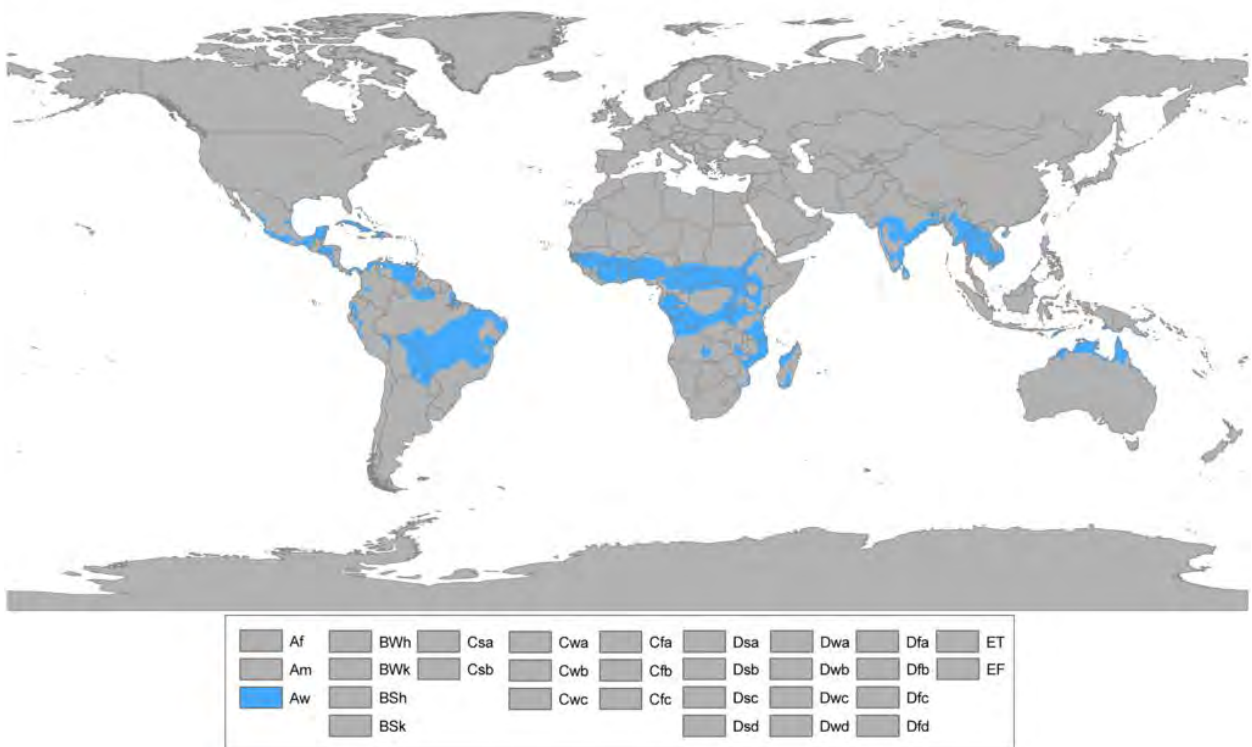 Af BWh Csa Cwa Cfa Dsa Dwa Dfa ET
Am BWk Csb Cwb Cfb Dsb Dwb Dfb EF
Aw BSh Cwc Cfc Dsc Dwc Dfc
BSk Dsd Dwd Dfd